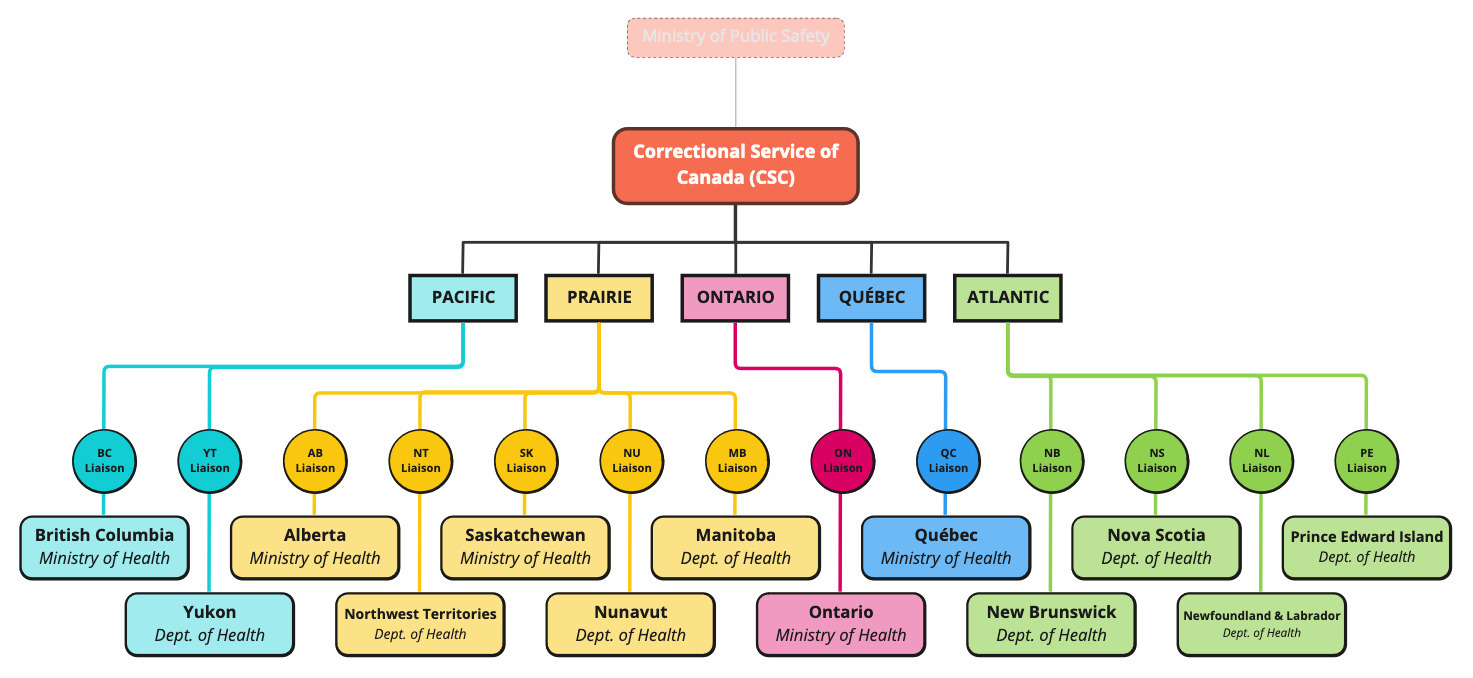 Ministry of Public Safety
Correctional Service of
Canada (CSC)
PACIFIC
PRAIRIE
ONTARIO
QUÉBEC
ATLANTIC
BC
Liaison
YT
Liaison
AB
Liaison
NT
Liaison
SK
Liaison
NU
Liaison
MB
Liaison
ON
Liaison
QC
Liaison
NB
Liaison
NS
Liaison
NL
Liaison
PE
Liaison
British Columbia
Ministry of Health
Alberta
Ministry of Health
Saskatchewan
Ministry of Health
Manitoba
Dept. of Health
Québec
Ministry of Health
Nova Scotia
Dept. of Health
Prince Edward Island
Dept. of Health
Yukon
Dept. of Health
Northwest Territories
Dept. of Health
Nunavut
Dept. of Health
Ontario
Ministry of Health
New Brunswick
Dept. of Health
Newfoundland & Labrador
Dept. of Health